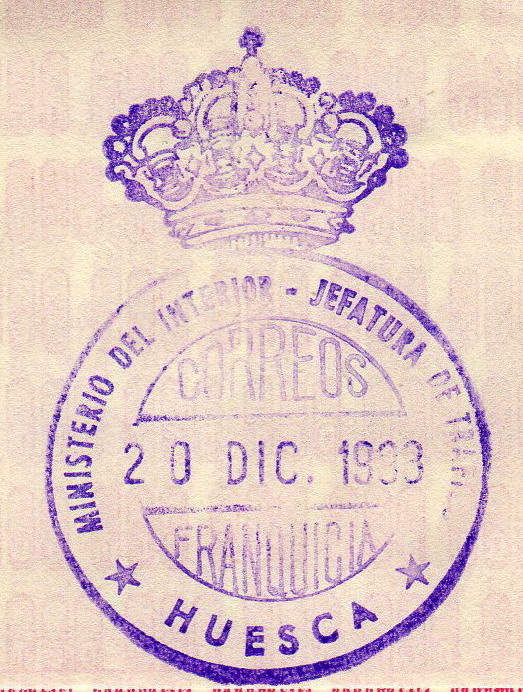 MINISTERIO DEL INTERIOR - JEFATURA DE
CORREOS
20 DIC.
FRANQUICIA
HUESCA